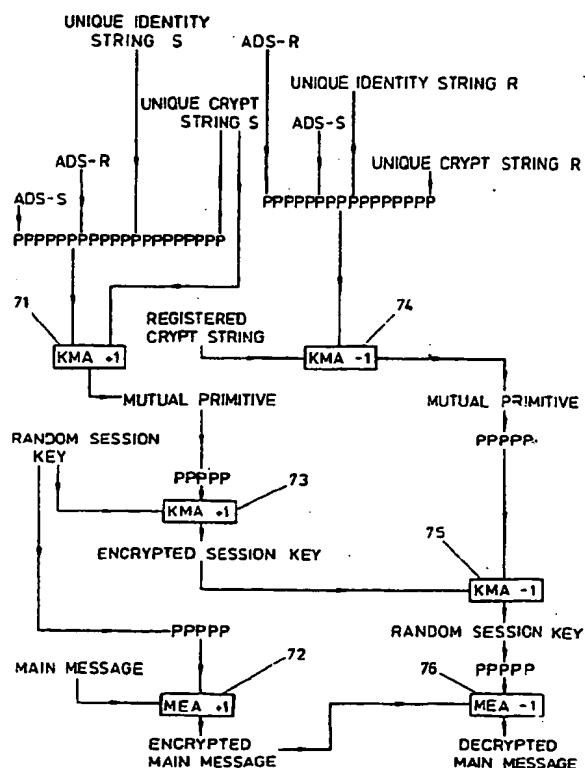 UNIQUE IDENTITY
STRING S
ADS-R
UNIQUE IDENTITY STRING R
UNIQUE CRYPT
STRING S
ADS-S
ADS-R
UNIQUE CRYPT STRING R
ADS-S
PPPPPPPPPPPPPPPP
PPPPPPPPPPPPPPPPPPP
71
74
REGISTERED
CRYPT STRING
KMA +1
KMA -1
MUTUAL PRIMITIVE
MUTUAL PRIMITIVE
RANDOM SESSION
KEY
PPPPP
PPPPP
73
KMA +1
75
ENCRYPTED SESSION KEY
KMA -1
PPPPP
RANDOM SESSION KEY
MAIN MESSAGE
72
76
PPPPP
MEA +1
MEA -1
ENCRYPTED
MAIN MESSAGE
DECRYPTED
MAIN MESSAGE